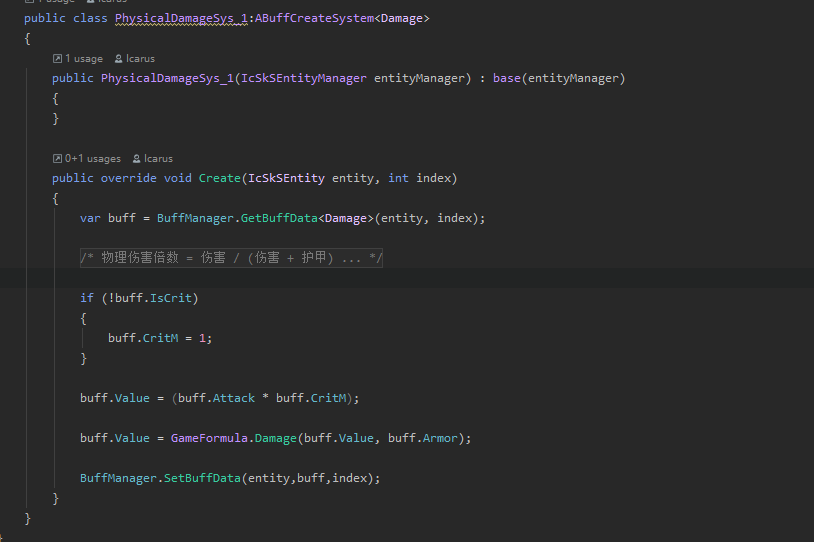 public class PhysicalDamageSys_1:ABuffCreateSystem<Damage>
{
1 usage Icarus
public PhysicalDamageSys_1(IcSkSEntityManager entityManager) : base(entityManager)
{
}
0+1 usages Icarus
public override void Create(IcSkSEntity entity, int index)
{
var buff = BuffManager.GetBuffData<Damage>(entity, index);
/* 物理伤害倍数 = 伤害 / (伤害 + 护甲) ... */
if (!buff.IsCrit)
{
buff.CritM = 1;
}
buff.Value = (buff.Attack * buff.CritM);
buff.Value = GameFormula.Damage(buff.Value, buff.Armor);
BuffManager.SetBuffData(entity,buff,index);
}
}